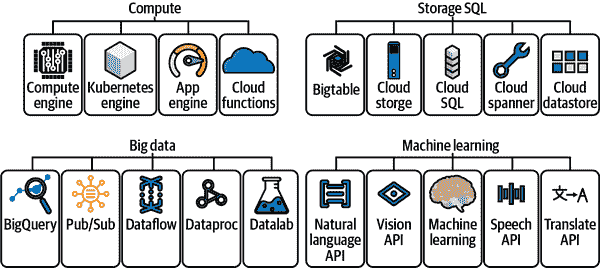 Compute
Storage SQL
Compute
engine
Kubernetes
engine
App
engine
Cloud
functions
Bigtable
Cloud
storge
Cloud
SQL
Cloud
spanner
Cloud
datastore
Big data
Machine learning
BigQuery
Pub/Sub
Dataflow
Dataproc
Datalab
Natural
language
API
Vision
API
Machine
learning
Speech
API
文→A
Translate
API